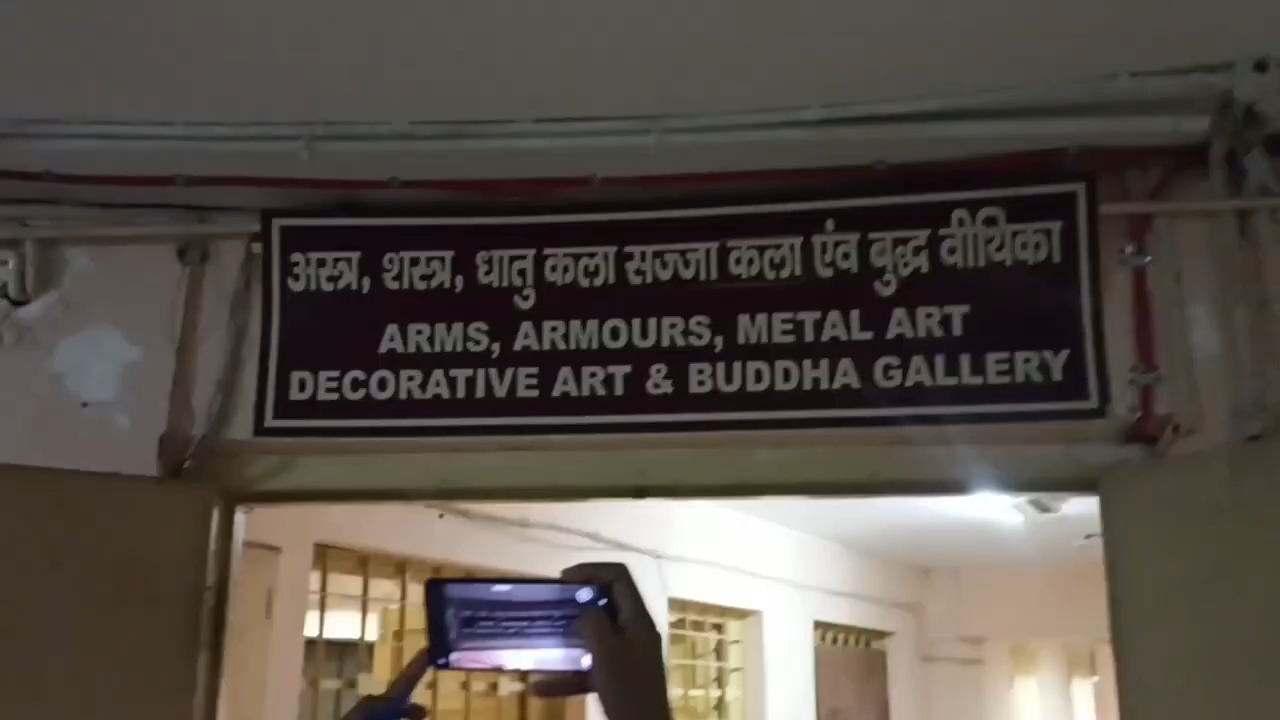 अस्त्र, शस्त्र, धातु कला सज्जा कला एंव बुद्ध वीथिका
ARMS, ARMOURS, METAL ART
DECORATIVE ART & BUDDHA GALLERY